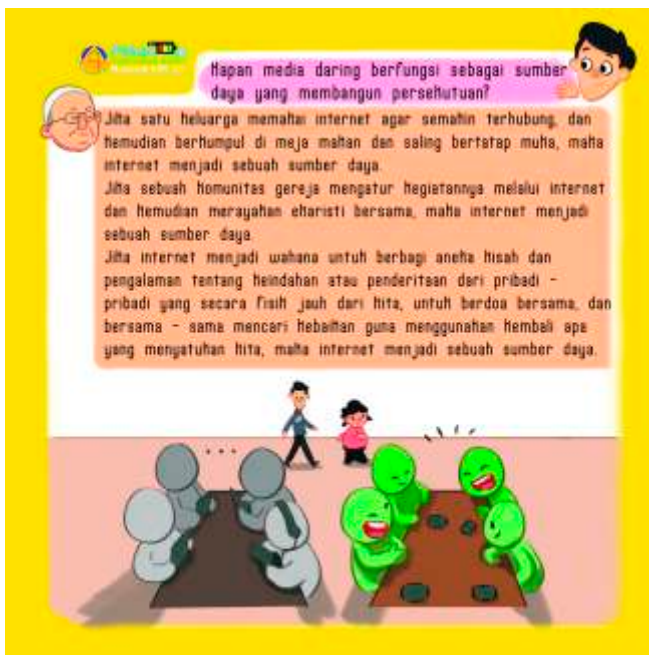 Kapan media daring berfungsi sebagai sumber
daya yang membangun persekutuan?
Jika satu keluarga memakai internet agar semakin terhubung, dan
kemudian berkumpul di meja makan dan saling bertatap muka, maka
internet menjadi sebuah sumber daya.
Jika sebuah komunitas gereja mengatur kegiatannya melalui internet
dan kemudian merayakan ekaristi bersama, maka internet menjadi
sebuah sumber daya.
Jika internet menjadi wahana untuk berbagi aneka kisah dan
pengalaman tentang keindahan atau penderitaan dari pribadi -
pribadi yang secara fisik jauh dari kita, untuk berdoa bersama, dan
bersama - sama mencari kebaikan guna menggunakan kembali apa
yang menyatukan kita, maka internet menjadi sebuah sumber daya.
...